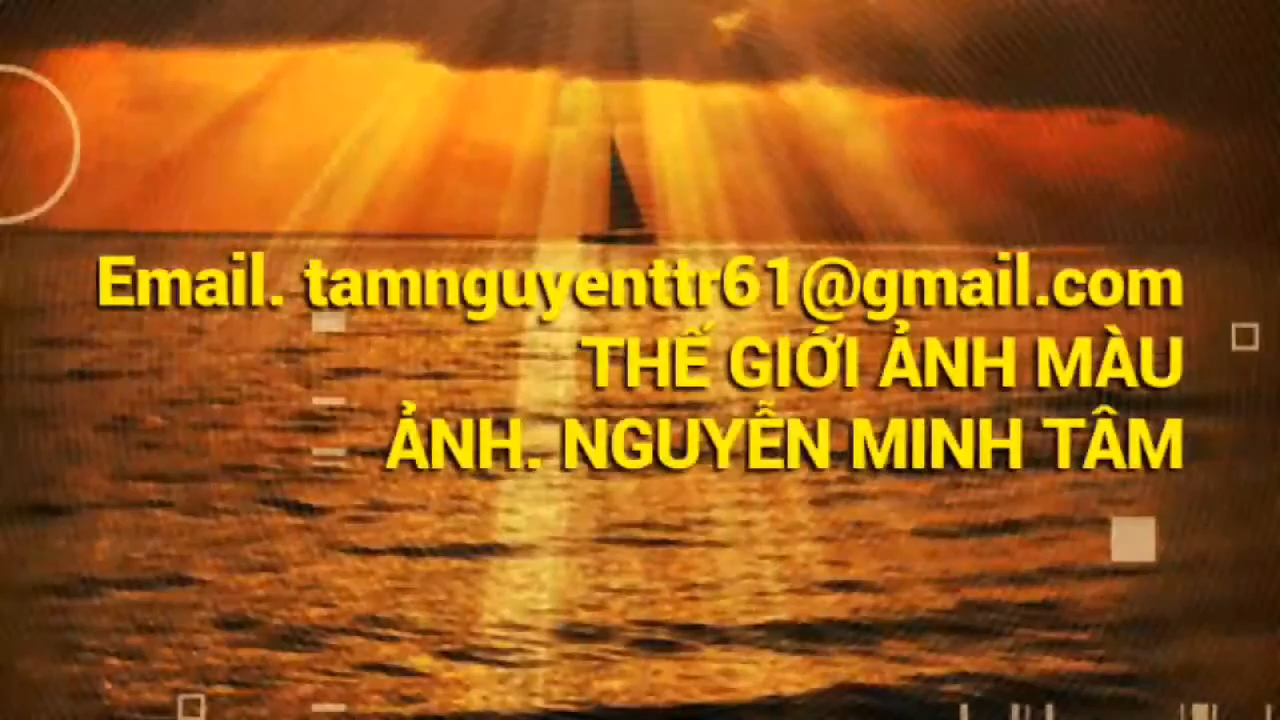 Email. tamnguyenttr61@gmail.com
THẾ GIỚI ẢNH MÀU
ẢNH. NGUYỄN MINH TÂM